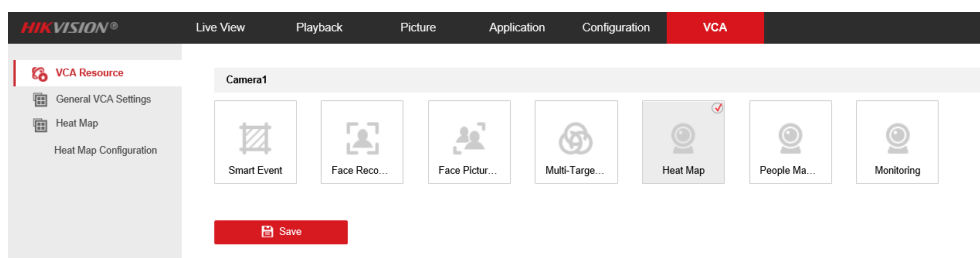 HIKVISION®
Live View
Playback
Picture
Application
Configuration
VCA
VCA Resource
General VCA Settings
Heat Map
Heat Map Configuration
Camera1
Smart Event
Face Reco...
Face Pictur...
Multi-Targe...
Heat Map
People Ma...
Monitoring
Save